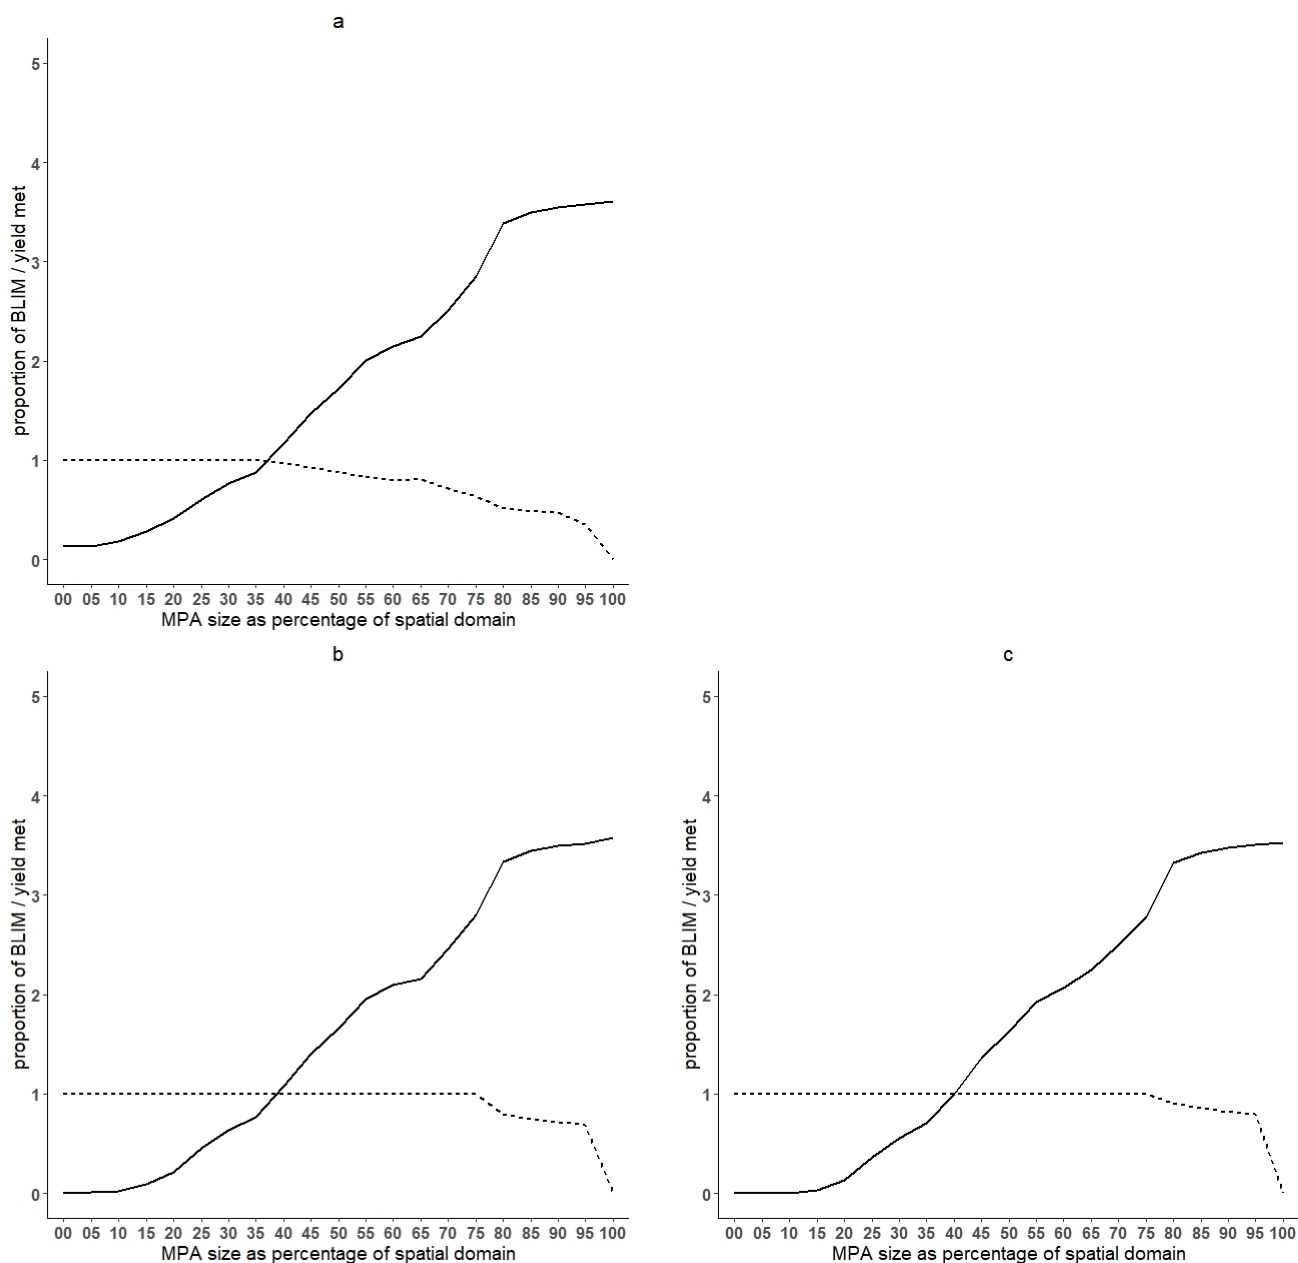 a
proportion of BLIM / yield met
5
4
3
2
1
0
00 05 10 15 20 25 30 35 40 45 50 55 60 65 70 75 80 85 90 95 100
MPA size as percentage of spatial domain
b
proportion of BLIM / yield met
5
4
3
2
1
0
00 05 10 15 20 25 30 35 40 45 50 55 60 65 70 75 80 85 90 95 100
MPA size as percentage of spatial domain
c
proportion of BLIM / yield met
5
4
3
2
1
0
00 05 10 15 20 25 30 35 40 45 50 55 60 65 70 75 80 85 90 95 100
MPA size as percentage of spatial domain